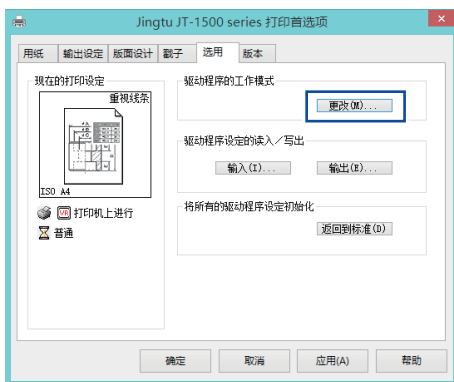 Jingtu JT-1500 series 打印首选项
用纸 输出设定 版面设计 戳子 选用 版本
现在的打印设定
重視线条
ISO A4
VR 打印机上进行
普通
驱动程序的工作模式
更改(M)...
驱动程序设定的读入／写出
输入(I)... 输出(E)...
将所有的驱动程序设定初始化
返回到标准(D)
确定 取消 应用(A) 帮助